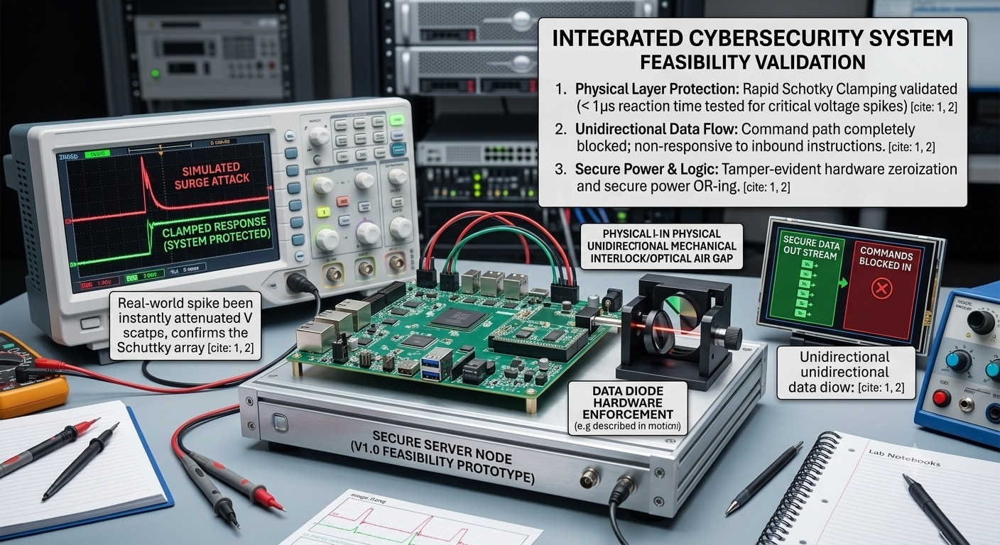 INTEGRATED CYBERSECURITY SYSTEM
FEASIBILITY VALIDATION
1. Physical Layer Protection: Rapid Schotky Clamping validated
(< 1µs reaction time tested for critical voltage spikes) [cite: 1, 2]
2. Unidirectional Data Flow: Command path completely
blocked; non-responsive to inbound instructions. [cite: 1, 2]
3. Secure Power & Logic: Tamper-evident hardware zeroization
and secure power OR-ing. [cite: 1, 2]
SIMULATED
SURGE ATTACK
CLAMPED RESPONSE
(SYSTEM PROTECTED)
Real-world spike been
instantly attenuated V
scatps, confirms the
Schuttky array [cite: 1, 2]
PHYSICAL I-IN PHYSICAL
UNIDIRECTIONAL MECHANICAL
INTERLOCK/OPTICAL AIR GAP
SECURE DATA
OUT STREAM
COMMANDS
BLOCKED IN
Unidirectional
unidirectional
data diow: [cite: 1, 2]
DATA DIODE
HARDWARE
ENFORCEMENT
(e.g described in motion)
SECURE SERVER NODE
(V1.0 FEASIBILITY PROTOTYPE)
Lab Notebooks